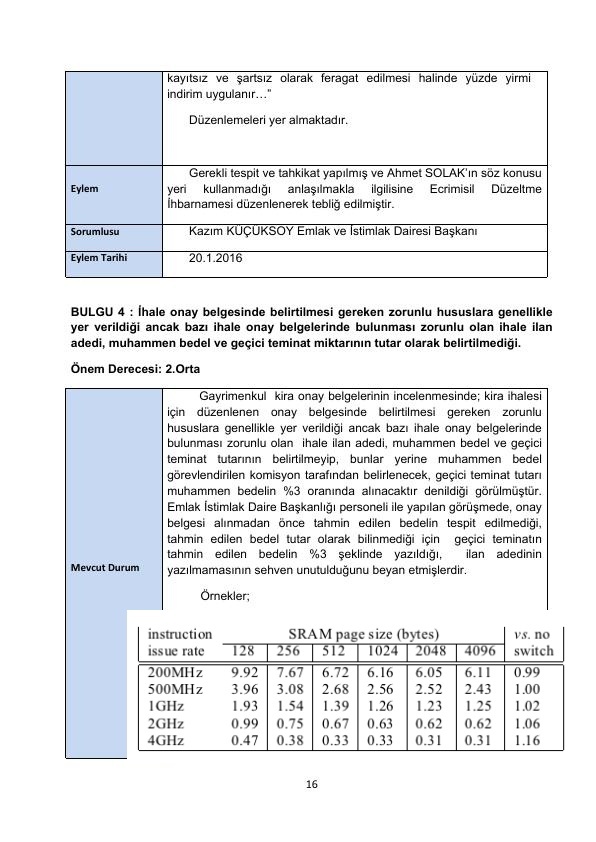 kayıtsız ve şartsız olarak feragat edilmesi halinde yüzde yirmi
indirim uygulanır…”
Düzenlemeleri yer almaktadır.
Eylem
Gerekli tespit ve tahkikat yapılmış ve Ahmet SOLAK’ın söz konusu
yeri kullanmadığı anlaşılmakla ilgilisine Ecrimisil Düzeltme
İhbarnamesi düzenlenerek tebliğ edilmiştir.
Sorumlusu
Kazım KÜÇÜKSOY Emlak ve İstimlak Dairesi Başkanı
Eylem Tarihi
20.1.2016
BULGU 4 : İhale onay belgesinde belirtilmesi gereken zorunlu hususlara genellikle
yer verildiği ancak bazı ihale onay belgelerinde bulunması zorunlu olan ihale ilan
adedi, muhammen bedel ve geçici teminat miktarının tutar olarak belirtilmediği.
Önem Derecesi: 2.Orta
Mevcut Durum
Gayrimenkul kira onay belgelerinin incelenmesinde; kira ihalesi
için düzenlenen onay belgesinde belirtilmesi gereken zorunlu
hususlara genellikle yer verildiği ancak bazı ihale onay belgelerinde
bulunması zorunlu olan ihale ilan adedi, muhammen bedel ve geçici
teminat tutarının belirtilmeyip, bunlar yerine muhammen bedel
görevlendirilen komisyon tarafından belirlenecek, geçici teminat tutarı
muhammen bedelin %3 oranında alınacaktır denildiği görülmüştür.
Emlak İstimlak Daire Başkanlığı personeli ile yapılan görüşmede, onay
belgesi alınmadan önce tahmin edilen bedelin tespit edilmediği,
tahmin edilen bedel tutar olarak bilinmediği için geçici teminatın
tahmin edilen bedelin %3 şeklinde yazıldığı, ilan adedinin
yazılmamasının sehven unutulduğunu beyan etmişlerdir.
Örnekler;
instruction SRAM page size (bytes) vs. no
issue rate 128 256 512 1024 2048 4096 switch
200MHz 9.92 7.67 6.72 6.16 6.05 6.11 0.99
500MHz 3.96 3.08 2.68 2.56 2.52 2.43 1.00
1GHz 1.93 1.54 1.39 1.26 1.23 1.25 1.02
2GHz 0.99 0.75 0.67 0.63 0.62 0.62 1.06
4GHz 0.47 0.38 0.33 0.33 0.31 0.31 1.16
16